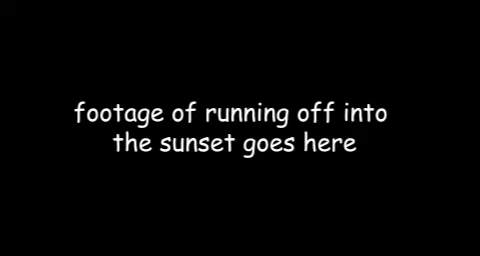 footage of running off into
the sunset goes here